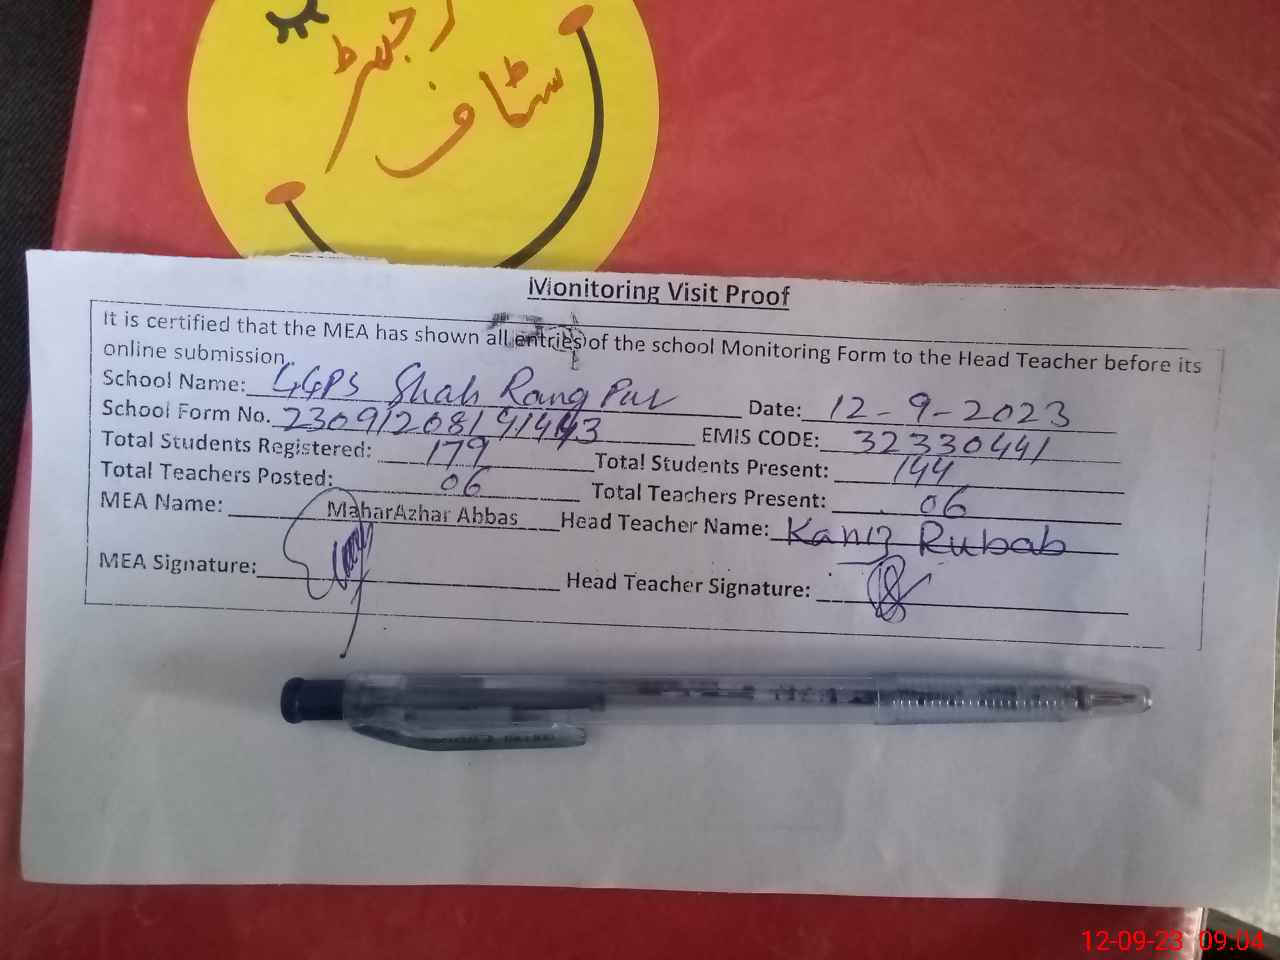 رجسٹر
سٹاف
Monitoring Visit Proof
It is certified that the MEA has shown all entries of the school Monitoring Form to the Head Teacher before its
online submission.
School Name: GGPS Shah Rang Pur Date: 12-9-2023
School Form No. EMIS CODE: 32330441
Total Students Registered: 179 Total Students Present: 144
Total Teachers Posted: 06 Total Teachers Present: 06
MEA Name: MaharAzhar Abbas Head Teacher Name: Kaniz Rubab
MEA Signature: Head Teacher Signature:
12-09-23 09:04